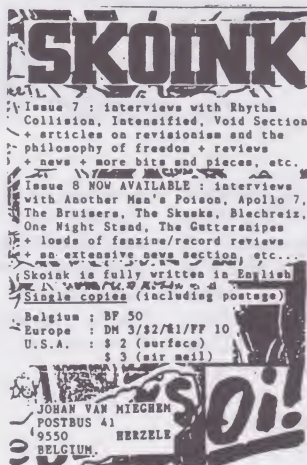 SKOINK
Issue 7 : interviews with Rhythm
Collision, Intensified, Void Section
+ articles on revisionism and the
philosophy of freedom + reviews
+ news + more bits and pieces, etc.
Issue 8 NOW AVAILABLE : interviews
with Another Man's Poison, Apollo 7,
The Bruisers, The Skunks, Blechreiz,
One Night Stand, The Guttersnipes
+ loads of fanzine/record reviews
+ an extensive news section, etc...
Skoink is fully written in English
Single copies (including postage)
Belgium : BF 50
Europe : DM 3/$2/£1/FF 10
U.S.A. : $ 2 (surface)
$ 3 (air mail)
JOHAN VAN MIEGHEM
POSTBUS 41
9550 HERZELE
BELGIUM.
Oi!